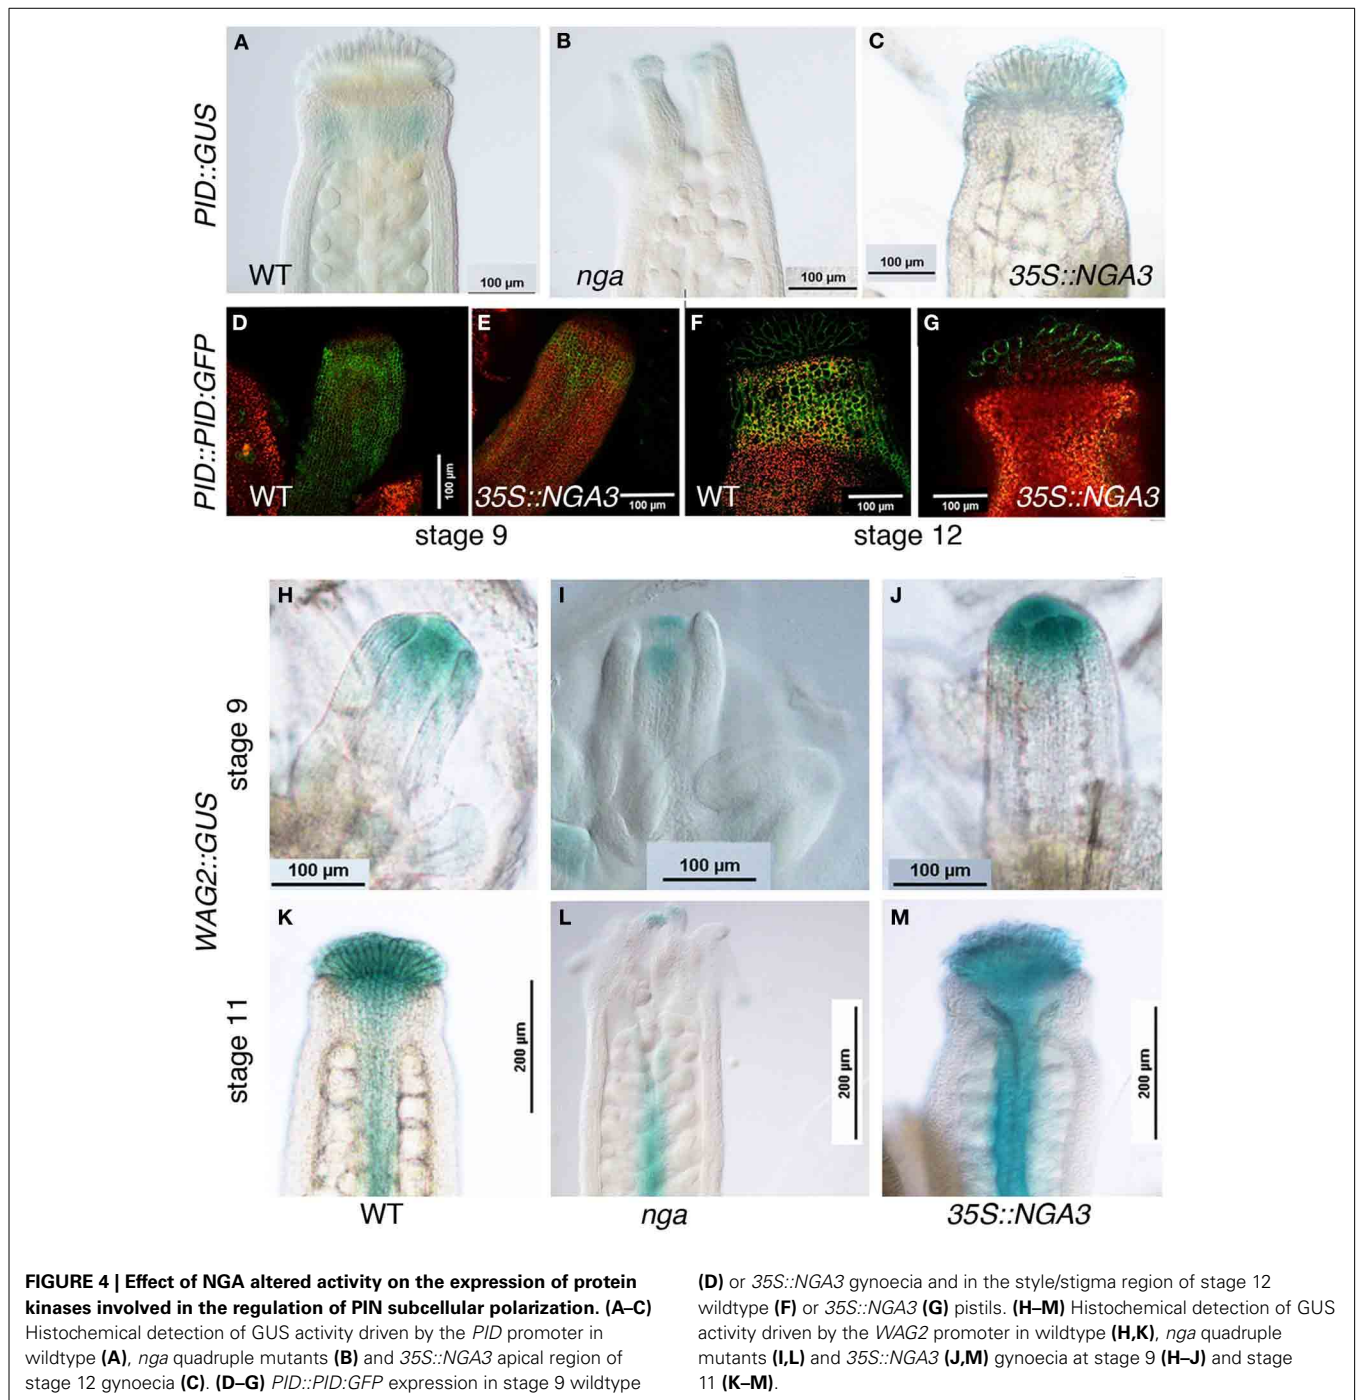 PID::GUS
A
WT
100 µm
B
nga
100 µm
C
100 µm
35S::NGA3
PID::PID:GFP
D
WT
100 µm
E
35S::NGA3
100 µm
F
WT
100 µm
G
100 µm
35S::NGA3
stage 9
stage 12
WAG2::GUS
stage 9
H
100 µm
I
100 µm
J
100 µm
stage 11
K
200 µm
L
200 µm
M
200 µm
WT
nga
35S::NGA3
FIGURE 4 | Effect of NGA altered activity on the expression of protein
kinases involved in the regulation of PIN subcellular polarization. (A–C)
Histochemical detection of GUS activity driven by the PID promoter in
wildtype (A), nga quadruple mutants (B) and 35S::NGA3 apical region of
stage 12 gynoecia (C). (D–G) PID::PID:GFP expression in stage 9 wildtype
(D) or 35S::NGA3 gynoecia and in the style/stigma region of stage 12
wildtype (F) or 35S::NGA3 (G) pistils. (H–M) Histochemical detection of GUS
activity driven by the WAG2 promoter in wildtype (H,K), nga quadruple
mutants (I,L) and 35S::NGA3 (J,M) gynoecia at stage 9 (H–J) and stage
11 (K–M).